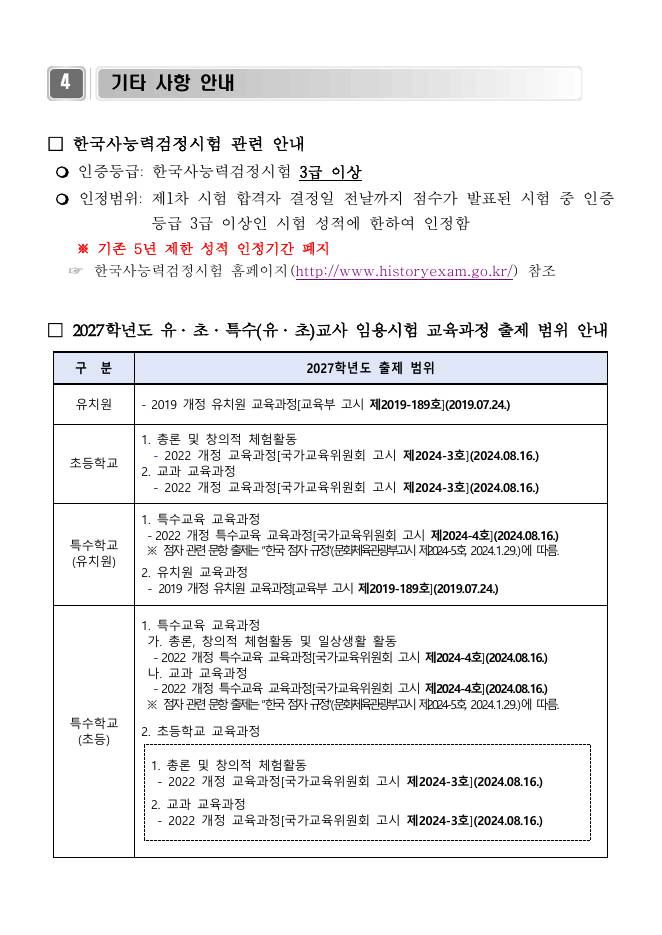 4 기타 사항 안내
□ 한국사능력검정시험 관련 안내
❍ 인증등급: 한국사능력검정시험 3급 이상
❍ 인정범위: 제1차 시험 합격자 결정일 전날까지 점수가 발표된 시험 중 인증
등급 3급 이상인 시험 성적에 한하여 인정함
※ 기존 5년 제한 성적 인정기간 폐지
☞ 한국사능력검정시험 홈페이지(http://www.historyexam.go.kr/) 참조
□ 2027학년도 유·초·특수(유·초)교사 임용시험 교육과정 출제 범위 안내
구 분 2027학년도 출제 범위
유치원 - 2019 개정 유치원 교육과정[교육부 고시 제2019-189호](2019.07.24.)
초등학교
1. 총론 및 창의적 체험활동
- 2022 개정 교육과정[국가교육위원회 고시 제2024-3호](2024.08.16.)
2. 교과 교육과정
- 2022 개정 교육과정[국가교육위원회 고시 제2024-3호](2024.08.16.)
특수학교
(유치원)
1. 특수교육 교육과정
- 2022 개정 특수교육 교육과정[국가교육위원회 고시 제2024-4호](2024.08.16.)
※ 점자 관련 문항 출제는 "한국 점자 규정"(문화체육관광부고시 제2024-5호, 2024.1.29.)에 따름.
2. 유치원 교육과정
- 2019 개정 유치원 교육과정[교육부 고시 제2019-189호](2019.07.24.)
특수학교
(초등)
1. 특수교육 교육과정
가. 총론, 창의적 체험활동 및 일상생활 활동
- 2022 개정 특수교육 교육과정[국가교육위원회 고시 제2024-4호](2024.08.16.)
나. 교과 교육과정
- 2022 개정 특수교육 교육과정[국가교육위원회 고시 제2024-4호](2024.08.16.)
※ 점자 관련 문항 출제는 "한국 점자 규정"(문화체육관광부고시 제2024-5호, 2024.1.29.)에 따름.
2. 초등학교 교육과정
1. 총론 및 창의적 체험활동
- 2022 개정 교육과정[국가교육위원회 고시 제2024-3호](2024.08.16.)
2. 교과 교육과정
- 2022 개정 교육과정[국가교육위원회 고시 제2024-3호](2024.08.16.)